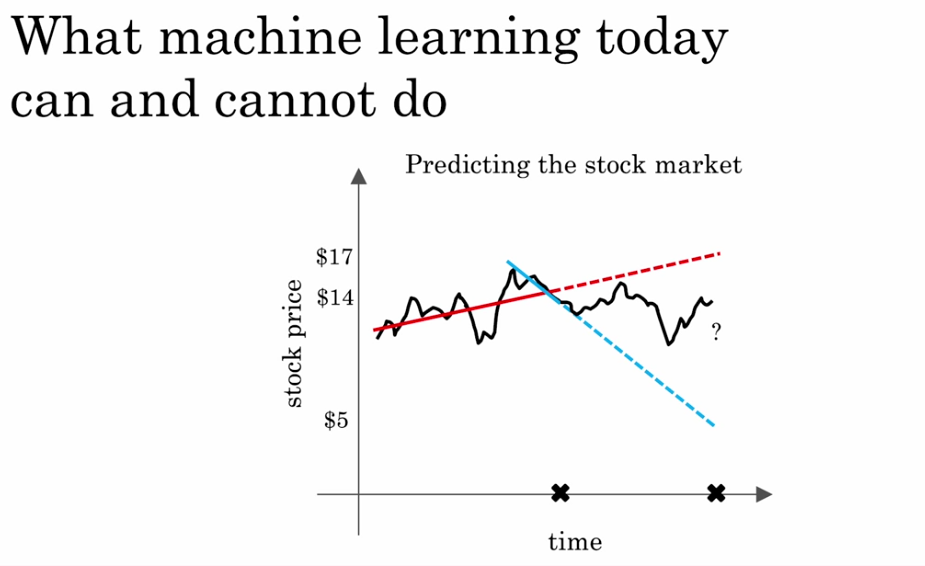 What machine learning today
can and cannot do
Predicting the stock market
$17
$14
stock price
?
$5
time